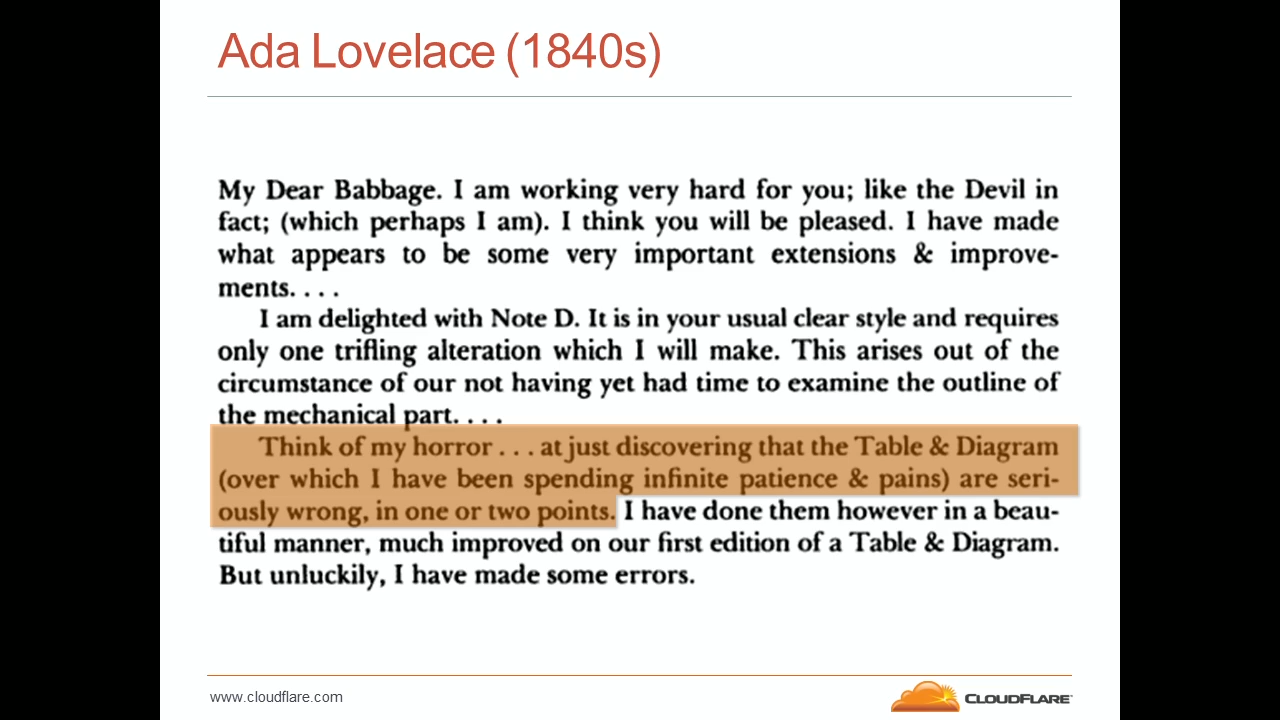 Ada Lovelace (1840s)
My Dear Babbage. I am working very hard for you; like the Devil in
fact; (which perhaps I am). I think you will be pleased. I have made
what appears to be some very important extensions & improve-
ments. . . .
I am delighted with Note D. It is in your usual clear style and requires
only one trifling alteration which I will make. This arises out of the
circumstance of our not having yet had time to examine the outline of
the mechanical part. . . .
Think of my horror . . . at just discovering that the Table & Diagram
(over which I have been spending infinite patience & pains) are seri-
ously wrong, in one or two points. I have done them however in a beau-
tiful manner, much improved on our first edition of a Table & Diagram.
But unluckily, I have made some errors.
www.cloudflare.com
CLOUDFLARE